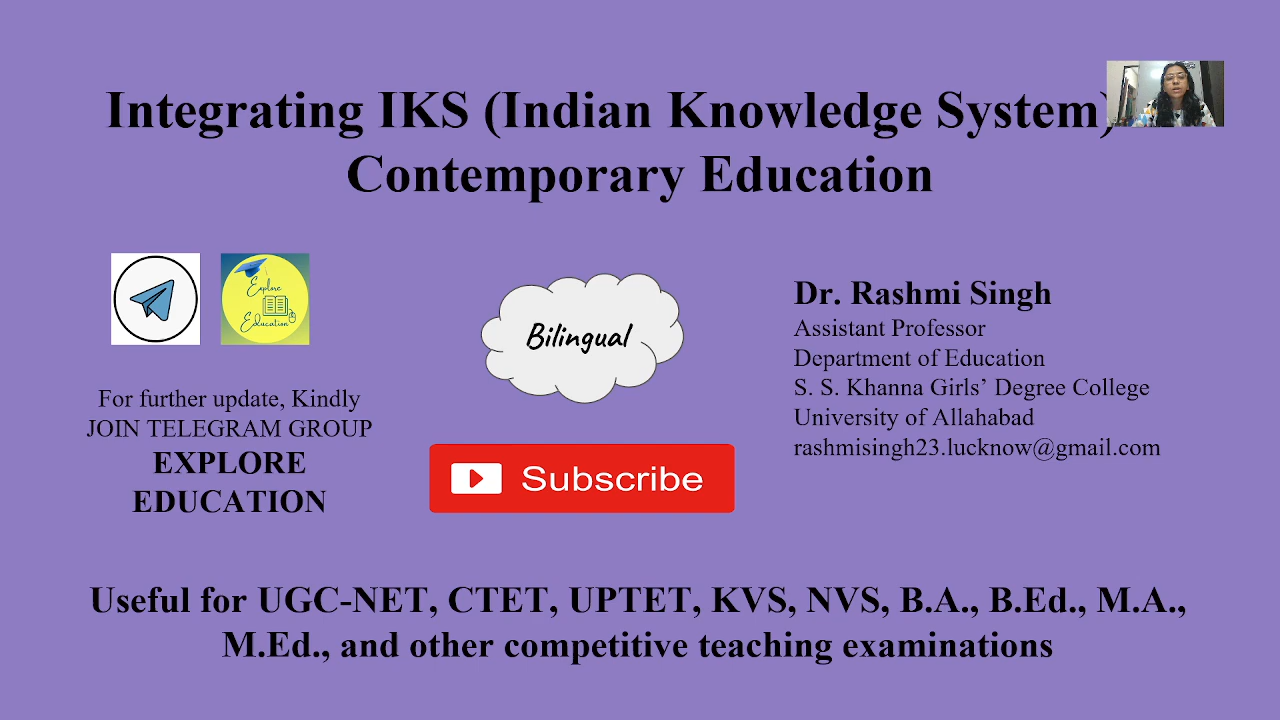 Integrating IKS (Indian Knowledge System)
Contemporary Education
Explore
Education
For further update, Kindly
JOIN TELEGRAM GROUP
EXPLORE
EDUCATION
Bilingual
Subscribe
Dr. Rashmi Singh
Assistant Professor
Department of Education
S. S. Khanna Girls’ Degree College
University of Allahabad
rashmisingh23.lucknow@gmail.com
Useful for UGC-NET, CTET, UPTET, KVS, NVS, B.A., B.Ed., M.A.,
M.Ed., and other competitive teaching examinations